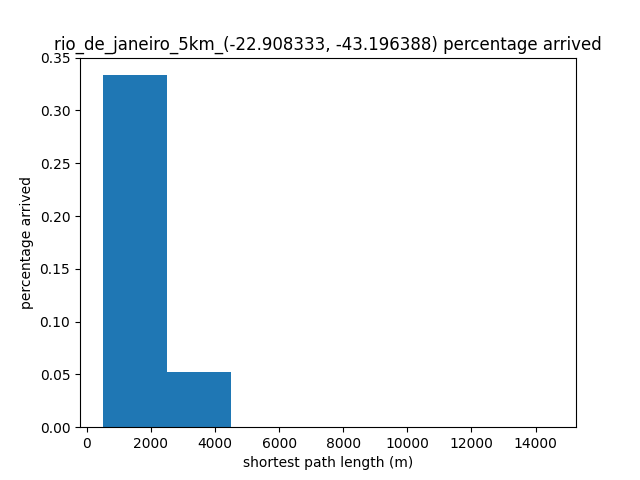 rio_de_janeiro_5km_(-22.908333, -43.196388) percentage arrived
0.35
0.30
0.25
0.20
0.15
0.10
0.05
0.00
percentage arrived
0 2000 4000 6000 8000 10000 12000 14000
shortest path length (m)